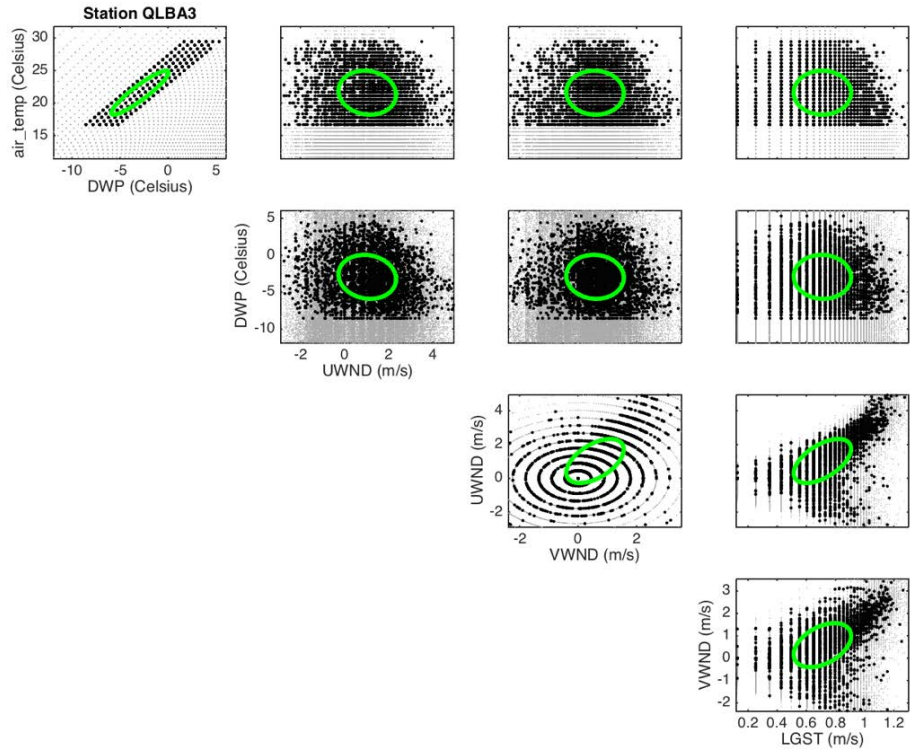 Station QLBA3
30
25
20
15
air_temp (Celsius)
-10 -5 0 5
DWP (Celsius)
5
0
-5
-10
DWP (Celsius)
-2 0 2 4
UWND (m/s)
4
2
0
-2
UWND (m/s)
-2 0 2
VWND (m/s)
3
2
1
0
-1
-2
VWND (m/s)
0.2 0.4 0.6 0.8 1 1.2
LGST (m/s)